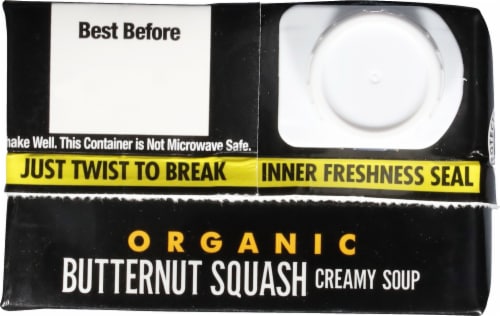 Best Before
Well. This Container is Not Microwave Safe.
JUST TWIST TO BREAK INNER FRESHNESS SEAL
ORGANIC
BUTTERNUT SQUASH CREAMY SOUP